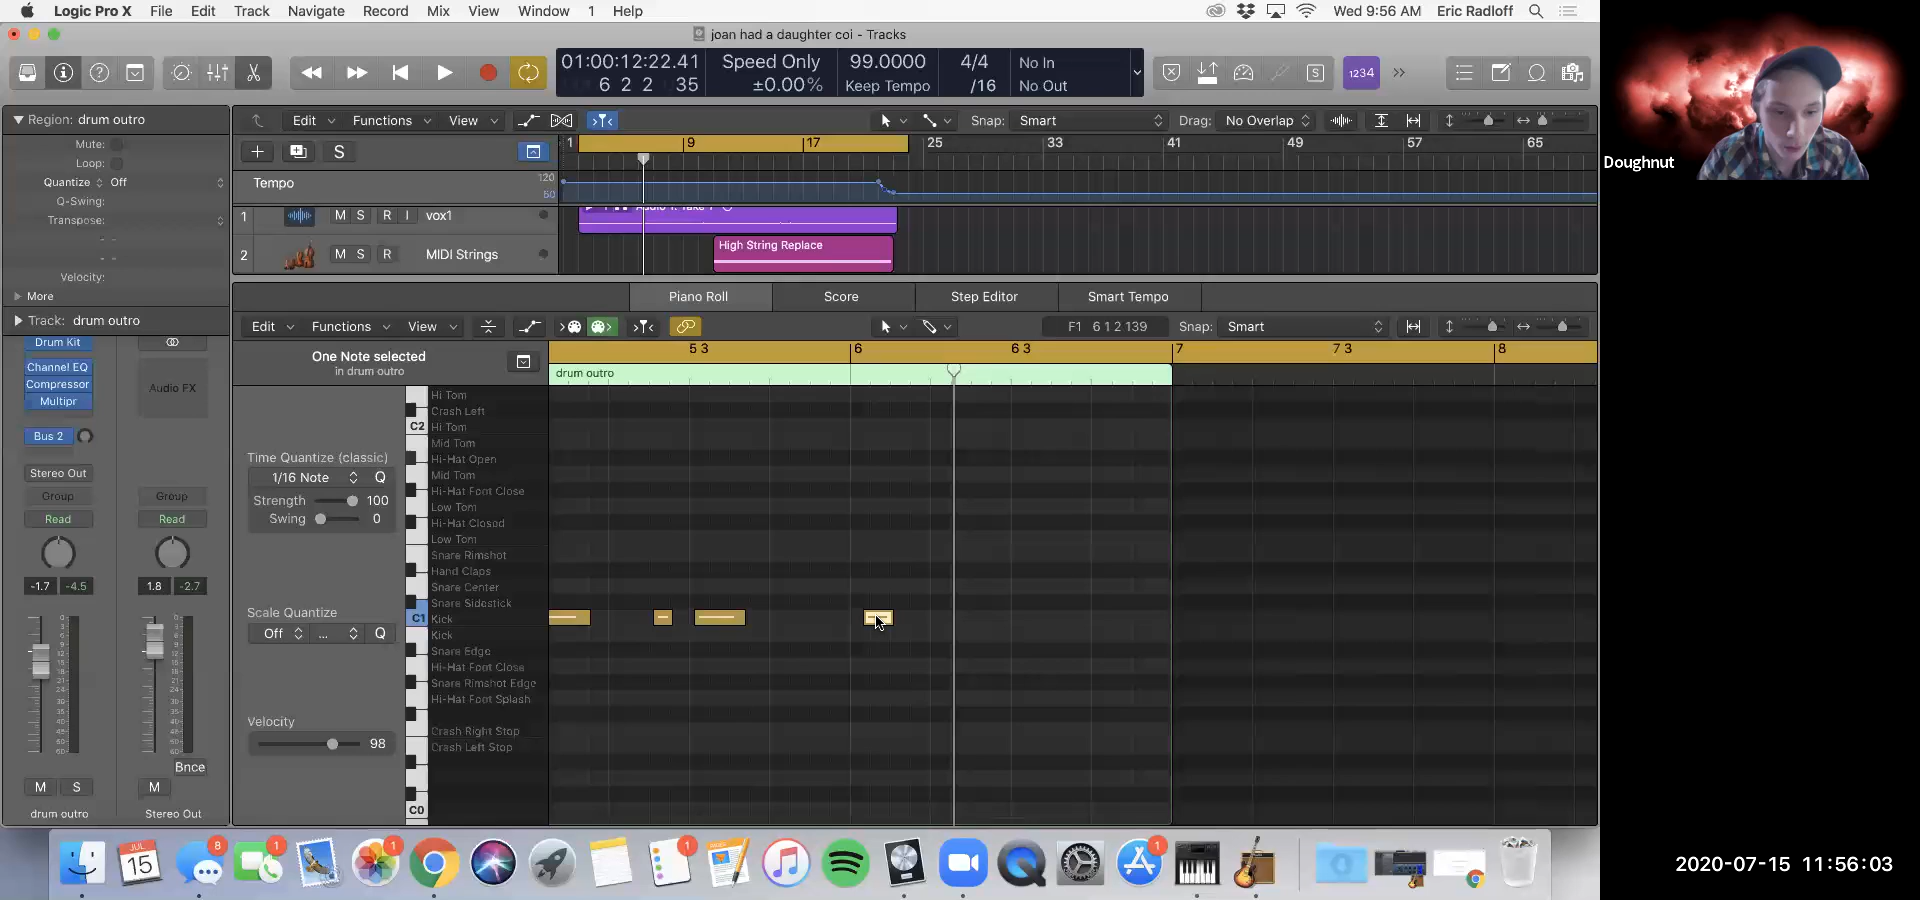 Logic Pro X File Edit Track Navigate Record Mix View Window 1 Help Wed 9:56 AM Eric Radloff
joan had a daughter coi - Tracks
01:00:12:22.41 Speed Only 99.0000 4/4 No In
6 2 2 35 ±0.00% Keep Tempo /16 No Out
1234
Region: drum outro
Edit Functions View Snap: Smart Drag: No Overlap
Mute:
Loop:
Quantize Off
Q-Swing:
Transpose:
Velocity:
More
Track: drum outro
S 1 9 17 25 33 41 49 57 65
Tempo 120
1 M S R I vox1
2 M S R MIDI Strings High String Replace
Piano Roll Score Step Editor Smart Tempo
Edit Functions View F1 6 1 2 139 Snap: Smart
One Note selected
in drum outro
5 3 6 6 3 7 7 3 8
drum outro
Drum Kit
Channel EQ
Compressor
Multipr
Audio FX
Bus 2
Stereo Out
Group Group
Read Read
-1.7 -4.5 1.8 -2.7
Bnce
M S M
drum outro Stereo Out
Time Quantize (classic)
1/16 Note Q
Strength 100
Swing 0
Scale Quantize
Off ... Q
Velocity
98
Hi Tom
Crash Left
C2 Hi Tom
Mid Tom
Hi-Hat Open
Mid Tom
Hi-Hat Foot Close
Low Tom
Hi-Hat Closed
Low Tom
Snare Rimshot
Hand Claps
Snare Center
Snare Sidestick
C1 Kick
Kick
Snare Edge
Hi-Hat Foot Close
Snare Rimshot Edge
Hi-Hat Foot Splash
Crash Right Stop
Crash Left Stop
C0
JUL
15
8
1
1
1
1
Doughnut
2020-07-15 11:56:03